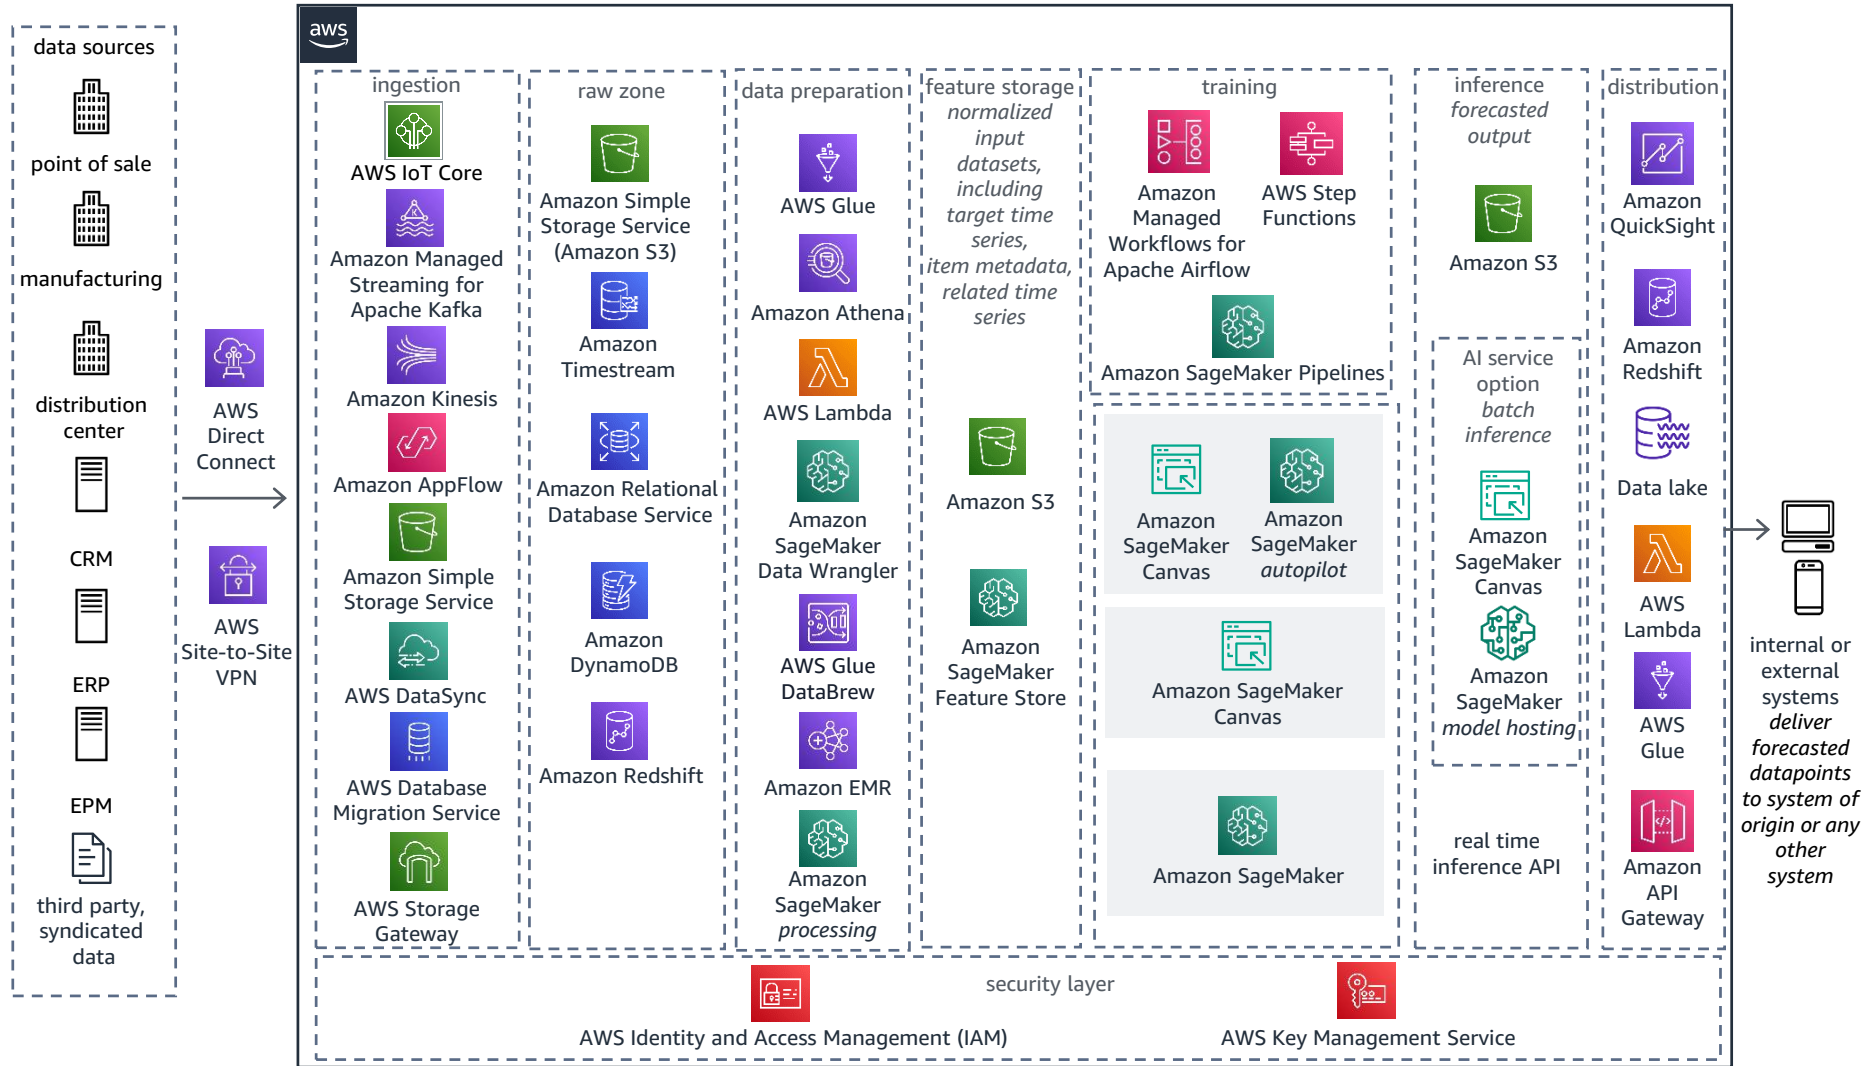 data sources
point of sale
manufacturing
distribution
center
CRM
ERP
EPM
third party,
syndicated
data
AWS
Direct
Connect
AWS
Site-to-Site
VPN
aws
ingestion
AWS IoT Core
Amazon Managed
Streaming for
Apache Kafka
Amazon Kinesis
Amazon AppFlow
Amazon Simple
Storage Service
AWS DataSync
AWS Database
Migration Service
AWS Storage
Gateway
raw zone
Amazon Simple
Storage Service
(Amazon S3)
Amazon
Timestream
Amazon Relational
Database Service
Amazon
DynamoDB
Amazon Redshift
data preparation
AWS Glue
Amazon Athena
AWS Lambda
Amazon
SageMaker
Data Wrangler
AWS Glue
DataBrew
Amazon EMR
Amazon
SageMaker
processing
feature storage
normalized
input
datasets,
including
target time
series,
item metadata,
related time
series
Amazon S3
Amazon
SageMaker
Feature Store
training
Amazon
Managed
Workflows for
Apache Airflow
AWS Step
Functions
Amazon SageMaker Pipelines
Amazon
SageMaker
Canvas
Amazon
SageMaker
autopilot
Amazon SageMaker
Canvas
Amazon SageMaker
inference
forecasted
output
Amazon S3
AI service
option
batch
inference
Amazon
SageMaker
Canvas
Amazon
SageMaker
model hosting
real time
inference API
distribution
Amazon
QuickSight
Amazon
Redshift
Data lake
AWS
Lambda
AWS
Glue
Amazon
API
Gateway
internal or
external
systems
deliver
forecasted
datapoints
to system of
origin or any
other
system
security layer
AWS Identity and Access Management (IAM)
AWS Key Management Service